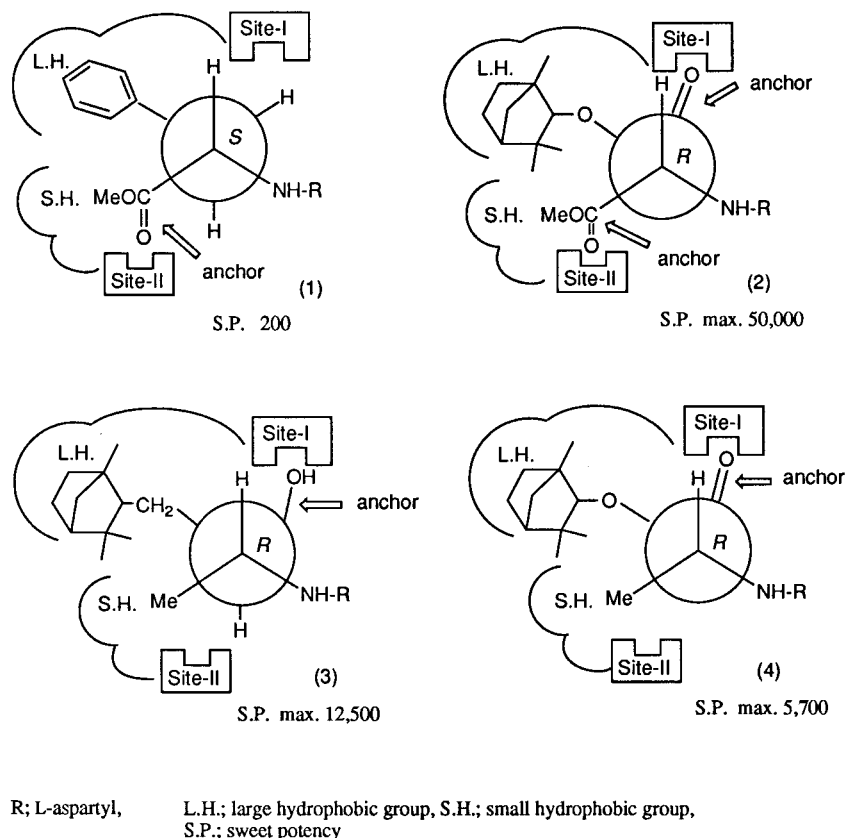 Site-I
L.H.
H
H
S
S.H.
MeOC
O
NH-R
H
Site-II
anchor
(1)
S.P. 200
Site-I
L.H.
H
O
anchor
O
R
S.H.
MeOC
O
NH-R
Site-II
anchor
(2)
S.P. max. 50,000
Site-I
L.H.
H
OH
anchor
CH2
R
S.H.
Me
NH-R
H
Site-II
(3)
S.P. max. 12,500
Site-I
L.H.
H
O
anchor
O
R
S.H.
Me
NH-R
Site-II
(4)
S.P. max. 5,700
R; L-aspartyl, L.H.; large hydrophobic group, S.H.; small hydrophobic group,
S.P.; sweet potency